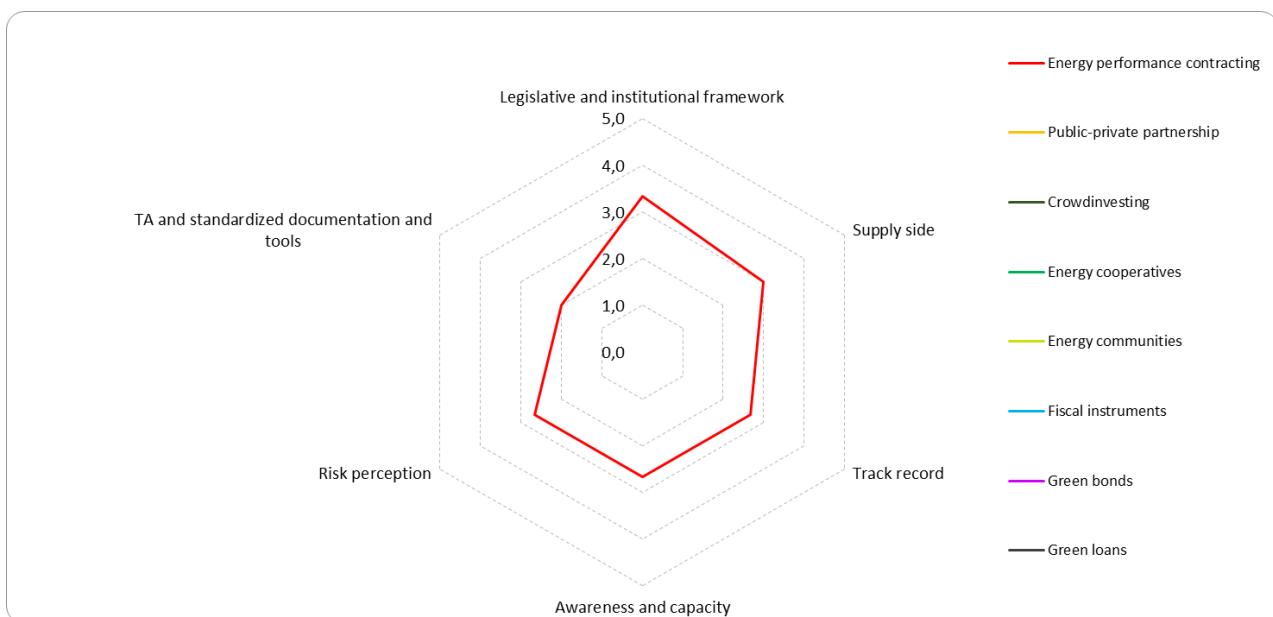 Energy performance contracting
Legislative and institutional framework
5,0
Public-private partnership
4,0
Crowdinvesting
3,0
TA and standardized documentation and
tools
Supply side
2,0
Energy cooperatives
1,0
Energy communities
0,0
Fiscal instruments
Risk perception
Track record
Green bonds
Green loans
Awareness and capacity